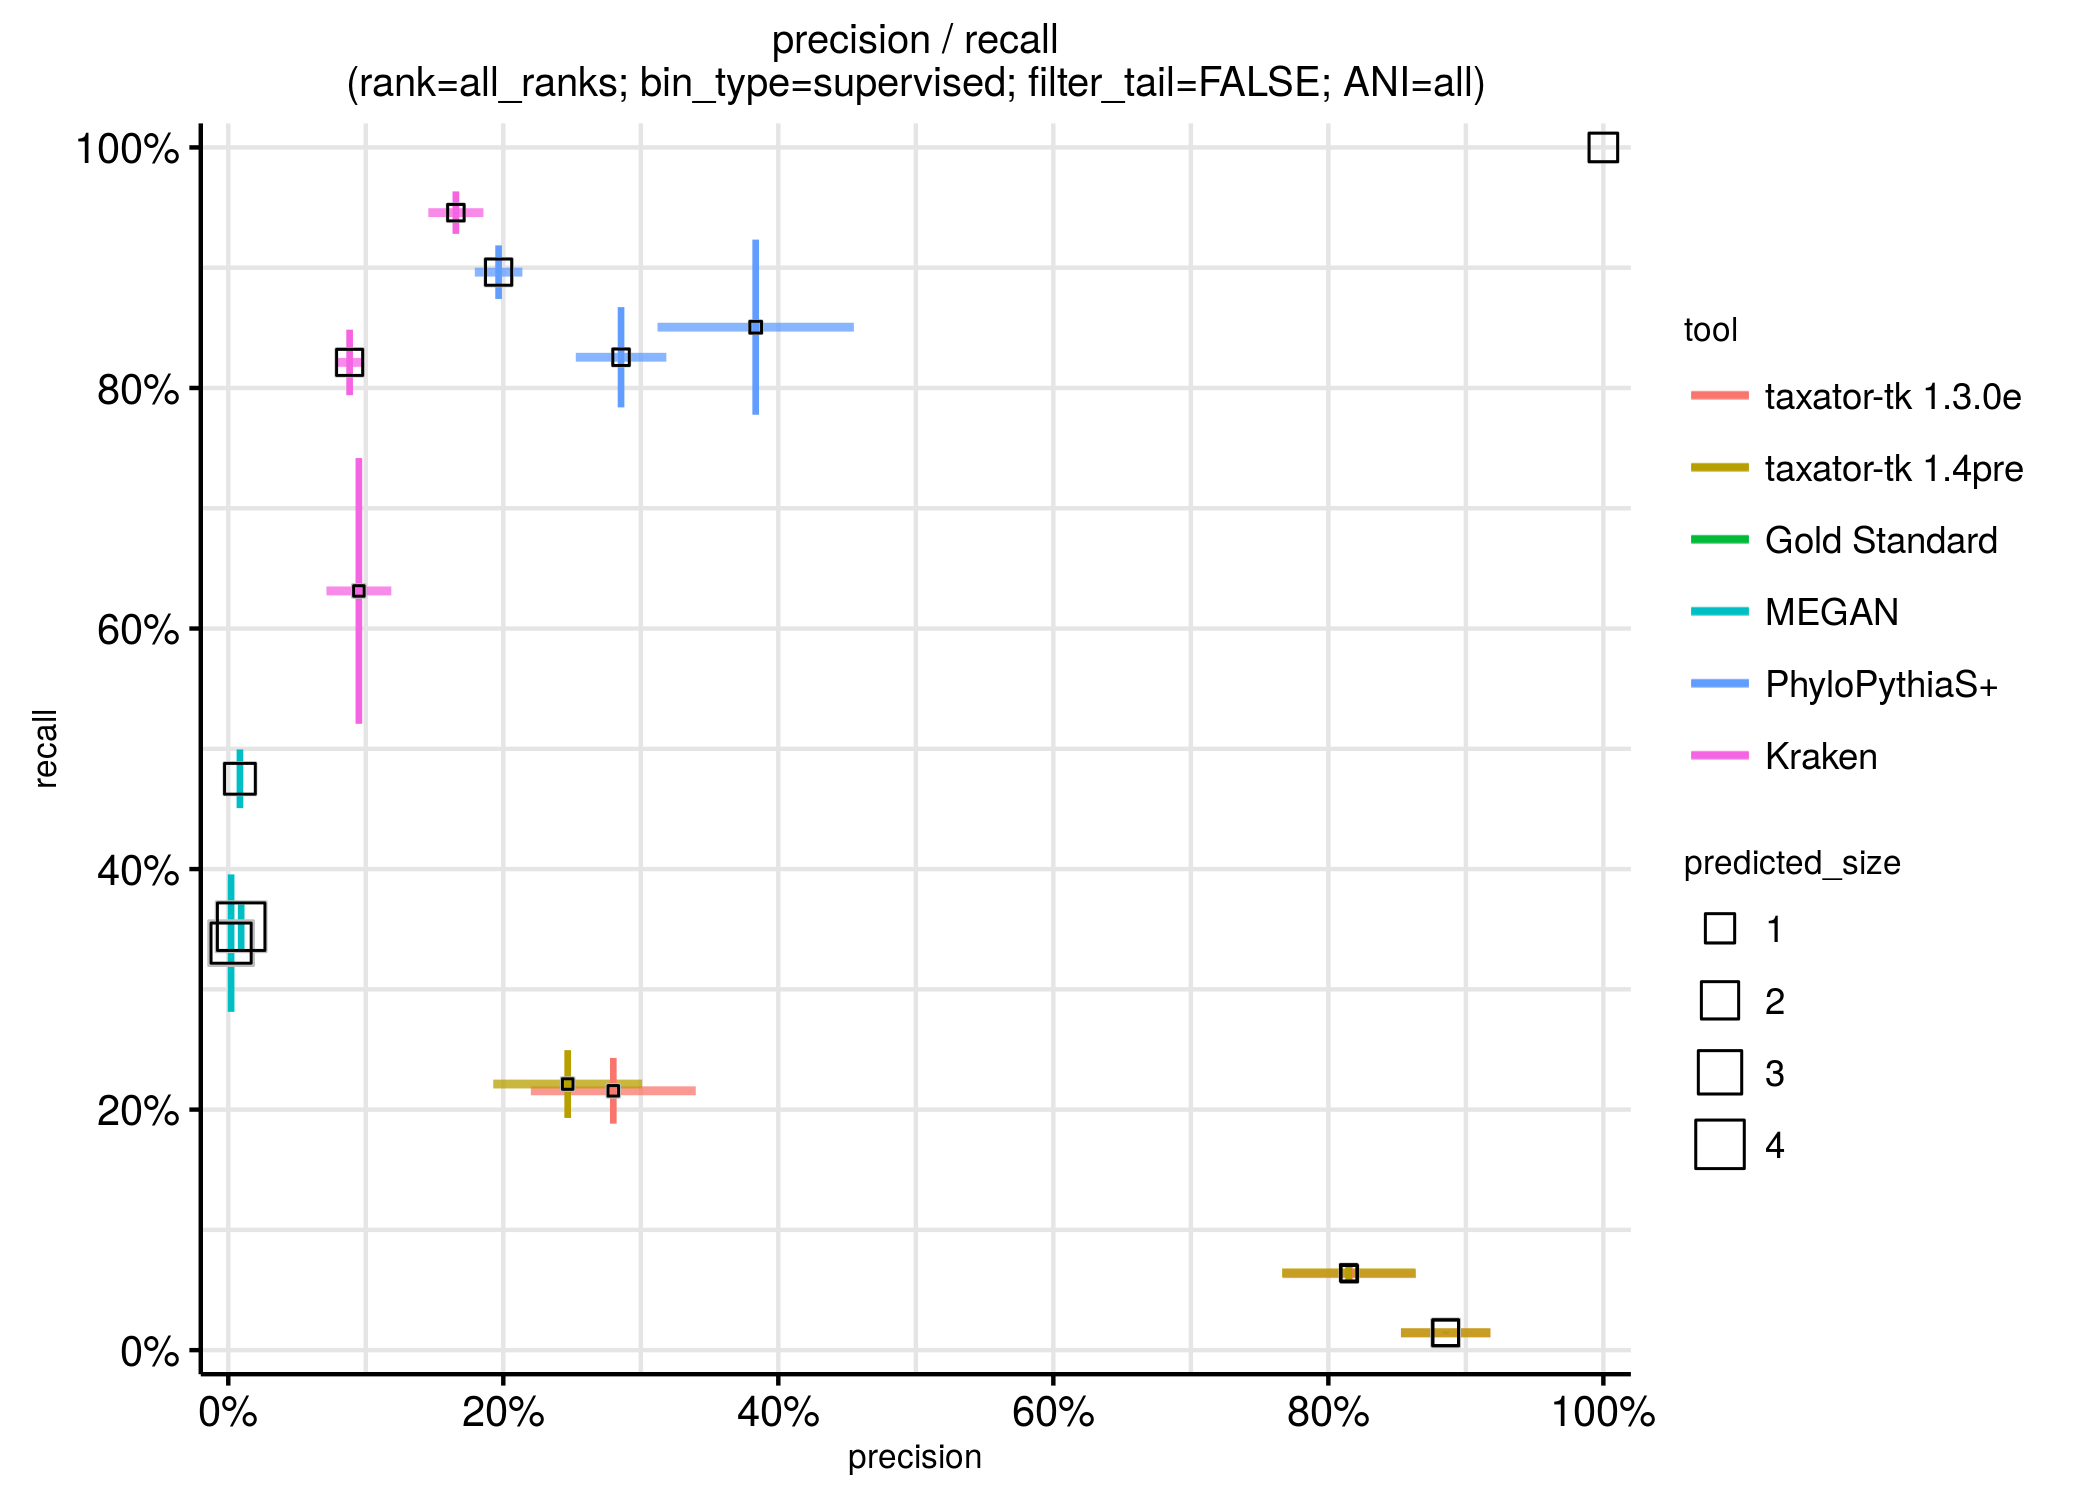 precision / recall
(rank=all_ranks; bin_type=supervised; filter_tail=FALSE; ANI=all)
100%
80%
60%
40%
20%
0%
recall
0%
20%
40%
60%
80%
100%
precision
tool
taxator-tk 1.3.0e
taxator-tk 1.4pre
Gold Standard
MEGAN
PhyloPythiaS+
Kraken
predicted_size
1
2
3
4